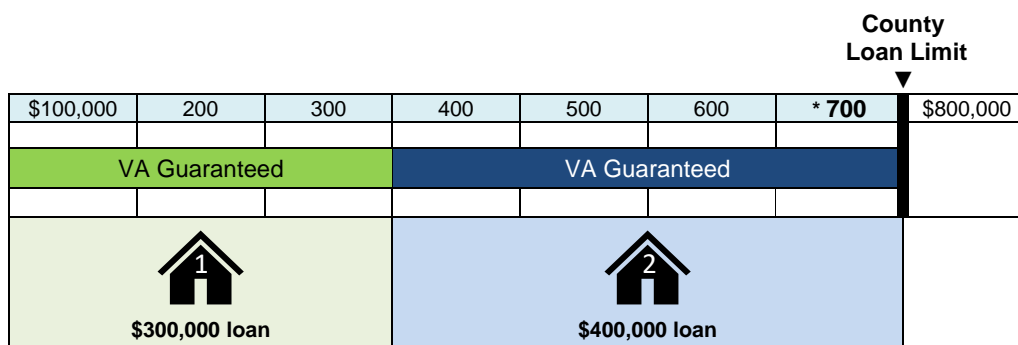 County
Loan Limit
▼
$100,000 200 300 400 500 600 * 700 $800,000
VA Guaranteed VA Guaranteed
1 2
$300,000 loan $400,000 loan